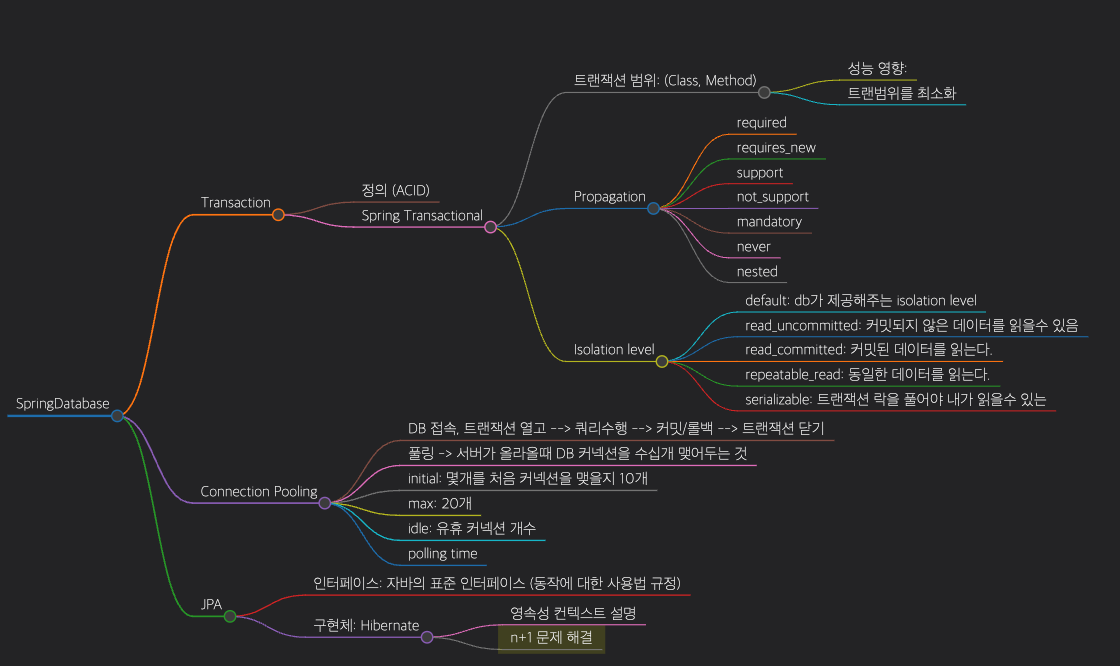 SpringDatabase
Transaction
정의 (ACID)
Spring Transactional
트랜잭션 범위: (Class, Method)
성능 영향:
트랜범위를 최소화
Propagation
required
requires_new
support
not_support
mandatory
never
nested
Isolation level
default: db가 제공해주는 isolation level
read_uncommitted: 커밋되지 않은 데이터를 읽을수 있음
read_committed: 커밋된 데이터를 읽는다.
repeatable_read: 동일한 데이터를 읽는다.
serializable: 트랜잭션 락을 풀어야 내가 읽을수 있는
Connection Pooling
DB 접속, 트랜잭션 열고 --> 쿼리수행 --> 커밋/롤백 --> 트랜잭션 닫기
풀링 -> 서버가 올라올때 DB 커넥션을 수십개 맺어두는 것
initial: 몇개를 처음 커넥션을 맺을지 10개
max: 20개
idle: 유휴 커넥션 개수
polling time
JPA
인터페이스: 자바의 표준 인터페이스 (동작에 대한 사용법 규정)
구현체: Hibernate
영속성 컨텍스트 설명
n+1 문제 해결